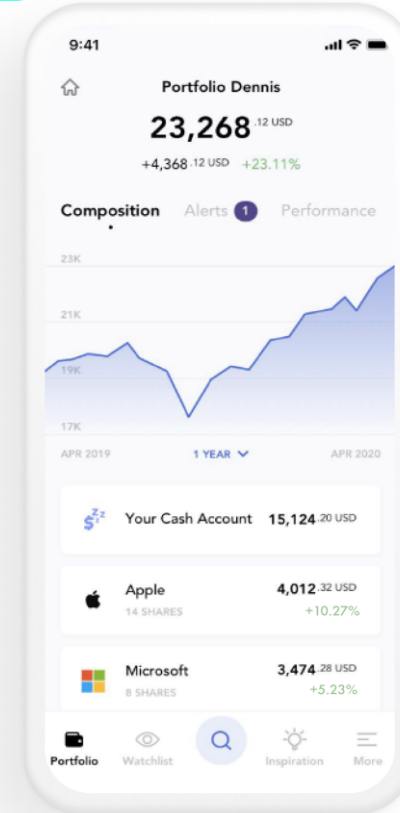 9:41
Portfolio Dennis
23,268.12 USD
+4,368.12 USD +23.11%
Composition Alerts 1 Performance
23K
21K
19K
17K
APR 2019 1 YEAR APR 2020
$zz Your Cash Account 15,124.20 USD
Apple 4,012.32 USD
14 SHARES +10.27%
Microsoft 3,474.28 USD
8 SHARES +5.23%
Portfolio Watchlist Inspiration More